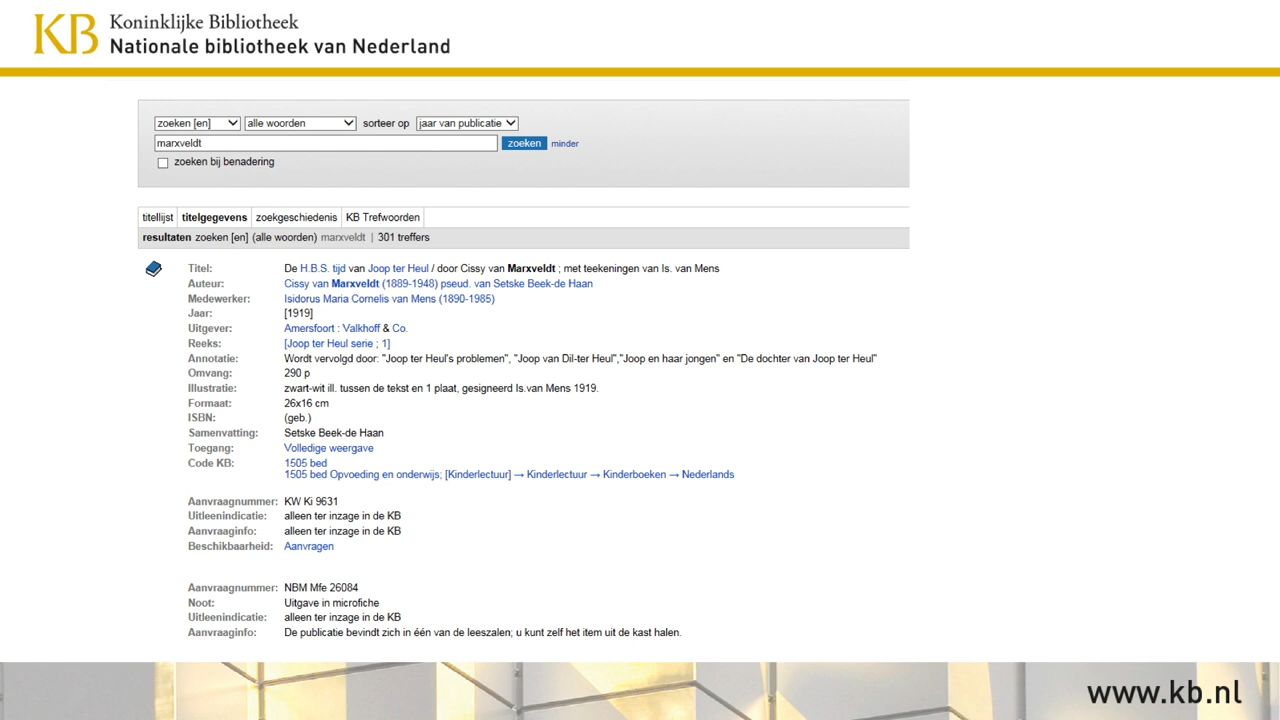 KB Koninklijke Bibliotheek
Nationale bibliotheek van Nederland
zoeken [en] alle woorden sorteer op jaar van publicatie
marxveldt zoeken minder
zoeken bij benadering
titellijst titelgegevens zoekgeschiedenis KB Trefwoorden
resultaten zoeken [en] (alle woorden) marxveldt | 301 treffers
Titel: De H.B.S. tijd van Joop ter Heul / door Cissy van Marxveldt ; met teekeningen van Is. van Mens
Auteur: Cissy van Marxveldt (1889-1948) pseud. van Setske Beek-de Haan
Medewerker: Isidorus Maria Cornelis van Mens (1890-1985)
Jaar: [1919]
Uitgever: Amersfoort : Valkhoff & Co.
Reeks: [Joop ter Heul serie ; 1]
Annotatie: Wordt vervolgd door: "Joop ter Heul's problemen", "Joop van Dil-ter Heul","Joop en haar jongen" en "De dochter van Joop ter Heul"
Omvang: 290 p
Illustratie: zwart-wit ill. tussen de tekst en 1 plaat, gesigneerd Is.van Mens 1919.
Formaat: 26x16 cm
ISBN: (geb.)
Samenvatting: Setske Beek-de Haan
Toegang: Volledige weergave
Code KB: 1505 bed
1505 bed Opvoeding en onderwijs; [Kinderlectuur] → Kinderlectuur → Kinderboeken → Nederlands
Aanvraagnummer: KW Ki 9631
Uitleenindicatie: alleen ter inzage in de KB
Aanvraaginfo: alleen ter inzage in de KB
Beschikbaarheid: Aanvragen
Aanvraagnummer: NBM Mfe 26084
Noot: Uitgave in microfiche
Uitleenindicatie: alleen ter inzage in de KB
Aanvraaginfo: De publicatie bevindt zich in één van de leeszalen; u kunt zelf het item uit de kast halen.
www.kb.nl